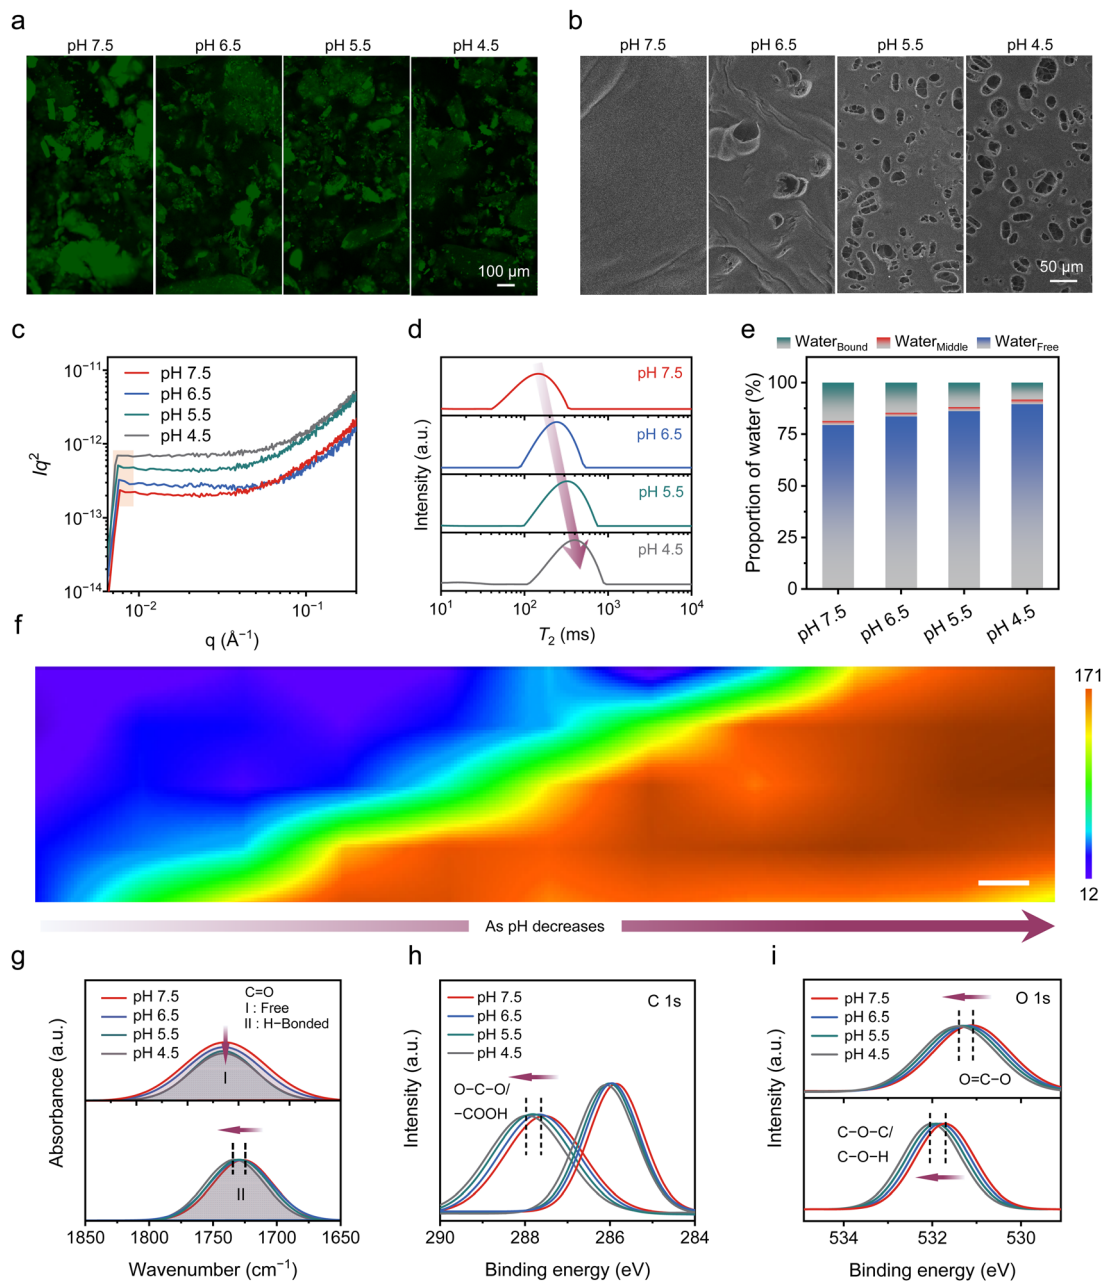 a
pH 7.5 pH 6.5 pH 5.5 pH 4.5
100 µm
b
pH 7.5 pH 6.5 pH 5.5 pH 4.5
50 µm
c
pH 7.5
pH 6.5
pH 5.5
pH 4.5
Iq²
10⁻¹¹
10⁻¹²
10⁻¹³
10⁻¹⁴
10⁻² 10⁻¹
q (Å⁻¹)
d
pH 7.5
pH 6.5
pH 5.5
pH 4.5
Intensity (a.u.)
10¹ 10² 10³ 10⁴
T₂ (ms)
e
Water_Bound Water_Middle Water_Free
Proportion of water (%)
100
75
50
25
0
pH 7.5 pH 6.5 pH 5.5 pH 4.5
f
171
12
As pH decreases
g
pH 7.5
pH 6.5
pH 5.5
pH 4.5
C=O
I : Free
II : H−Bonded
I
II
Absorbance (a.u.)
1850 1800 1750 1700 1650
Wavenumber (cm⁻¹)
h
pH 7.5
pH 6.5
pH 5.5
pH 4.5
C 1s
O−C−O/
−COOH
Intensity (a.u.)
290 288 286 284
Binding energy (eV)
i
pH 7.5
pH 6.5
pH 5.5
pH 4.5
O 1s
O=C−O
C−O−C/
C−O−H
Intensity (a.u.)
534 532 530
Binding energy (eV)